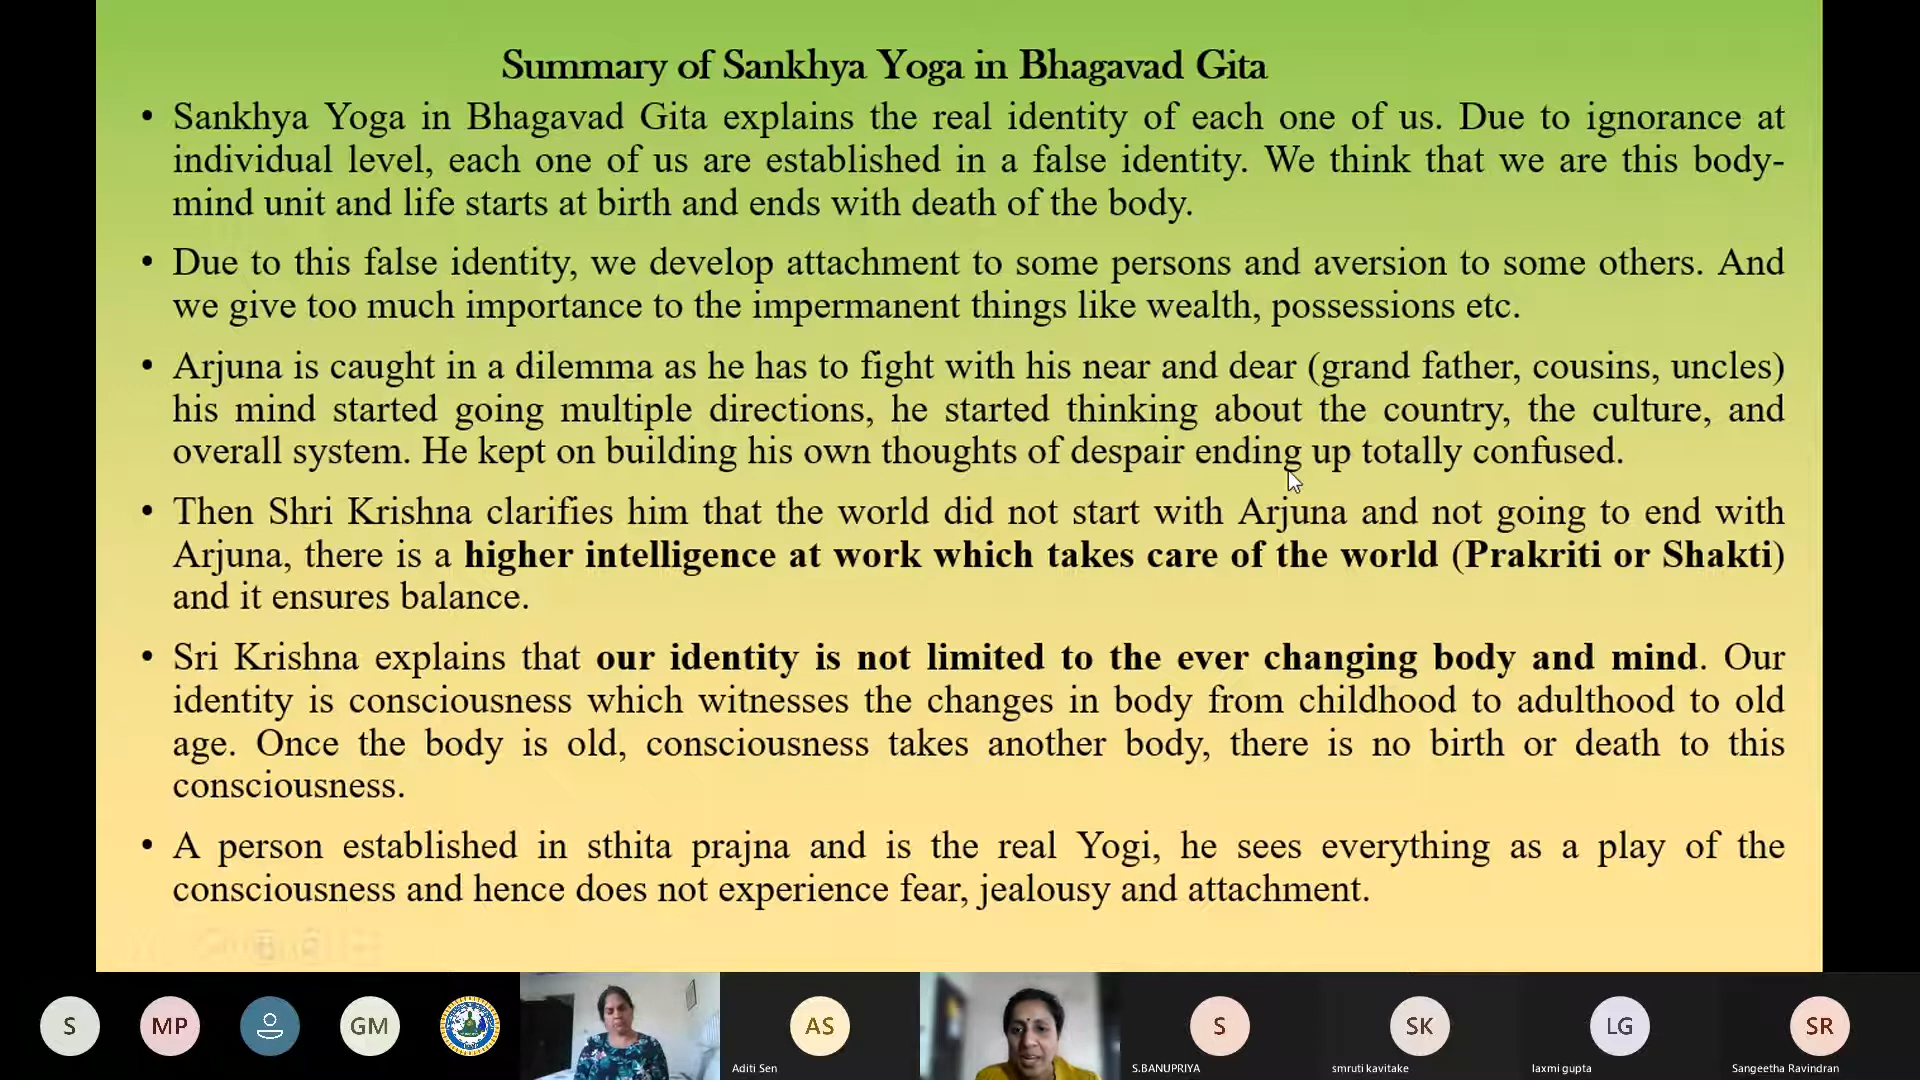 Summary of Sankhya Yoga in Bhagavad Gita
• Sankhya Yoga in Bhagavad Gita explains the real identity of each one of us. Due to ignorance at
individual level, each one of us are established in a false identity. We think that we are this body-
mind unit and life starts at birth and ends with death of the body.
• Due to this false identity, we develop attachment to some persons and aversion to some others. And
we give too much importance to the impermanent things like wealth, possessions etc.
• Arjuna is caught in a dilemma as he has to fight with his near and dear (grand father, cousins, uncles)
his mind started going multiple directions, he started thinking about the country, the culture, and
overall system. He kept on building his own thoughts of despair ending up totally confused.
• Then Shri Krishna clarifies him that the world did not start with Arjuna and not going to end with
Arjuna, there is a higher intelligence at work which takes care of the world (Prakriti or Shakti)
and it ensures balance.
• Sri Krishna explains that our identity is not limited to the ever changing body and mind. Our
identity is consciousness which witnesses the changes in body from childhood to adulthood to old
age. Once the body is old, consciousness takes another body, there is no birth or death to this
consciousness.
• A person established in sthita prajna and is the real Yogi, he sees everything as a play of the
consciousness and hence does not experience fear, jealousy and attachment.
S MP GM AS S SK LG SR
Aditi Sen S.BANUPRIYA smruti kavitake laxmi gupta Sangeetha Ravindran